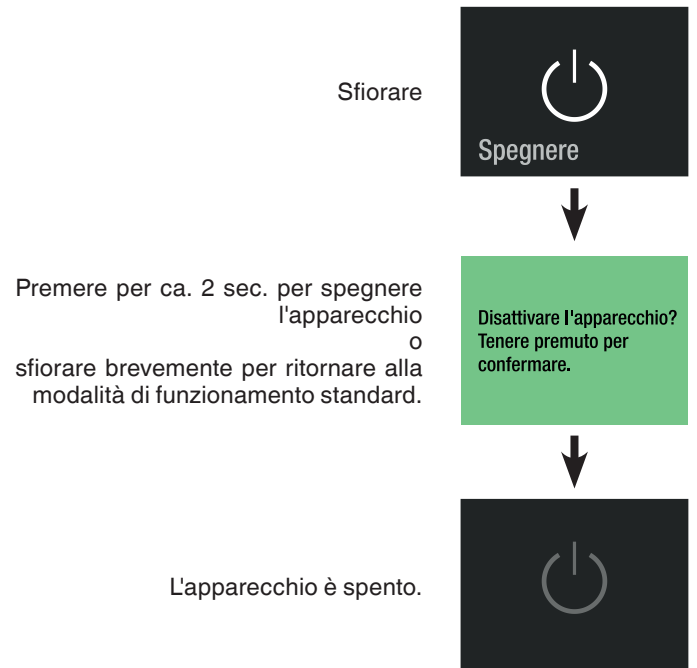 Sfiorare
Spegnere
Premere per ca. 2 sec. per spegnere
l'apparecchio
o
sfiorare brevemente per ritornare alla
modalità di funzionamento standard.
Disattivare l'apparecchio?
Tenere premuto per
confermare.
L'apparecchio è spento.